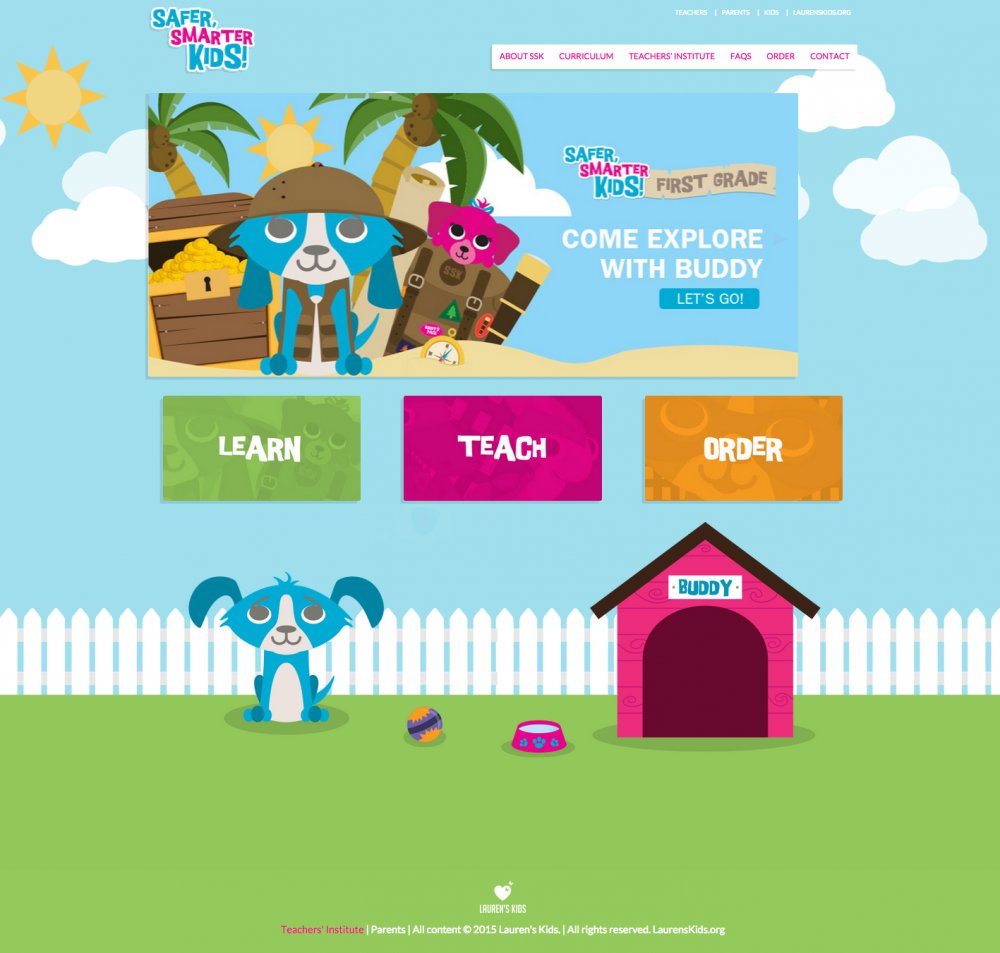 SAFER,
SMARTER
KIDS!
TEACHERS | PARENTS | KIDS | LAURENSKIDS.ORG
ABOUT SSK CURRICULUM TEACHERS' INSTITUTE FAQS ORDER CONTACT
SAFER,
SMARTER
KIDS! FIRST GRADE
COME EXPLORE
WITH BUDDY
LET'S GO!
SSK
LEARN TEACH ORDER
BUDDY
LAUREN'S KIDS
Teachers' Institute | Parents | All content © 2015 Lauren's Kids. | All rights reserved. LaurensKids.org